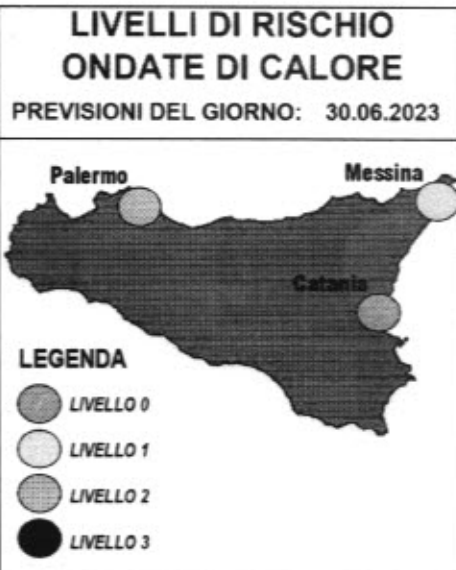 LIVELLI DI RISCHIO
ONDATE DI CALORE
PREVISIONI DEL GIORNO: 30.06.2023
Palermo
Messina
Catania
LEGENDA
LIVELLO 0
LIVELLO 1
LIVELLO 2
LIVELLO 3